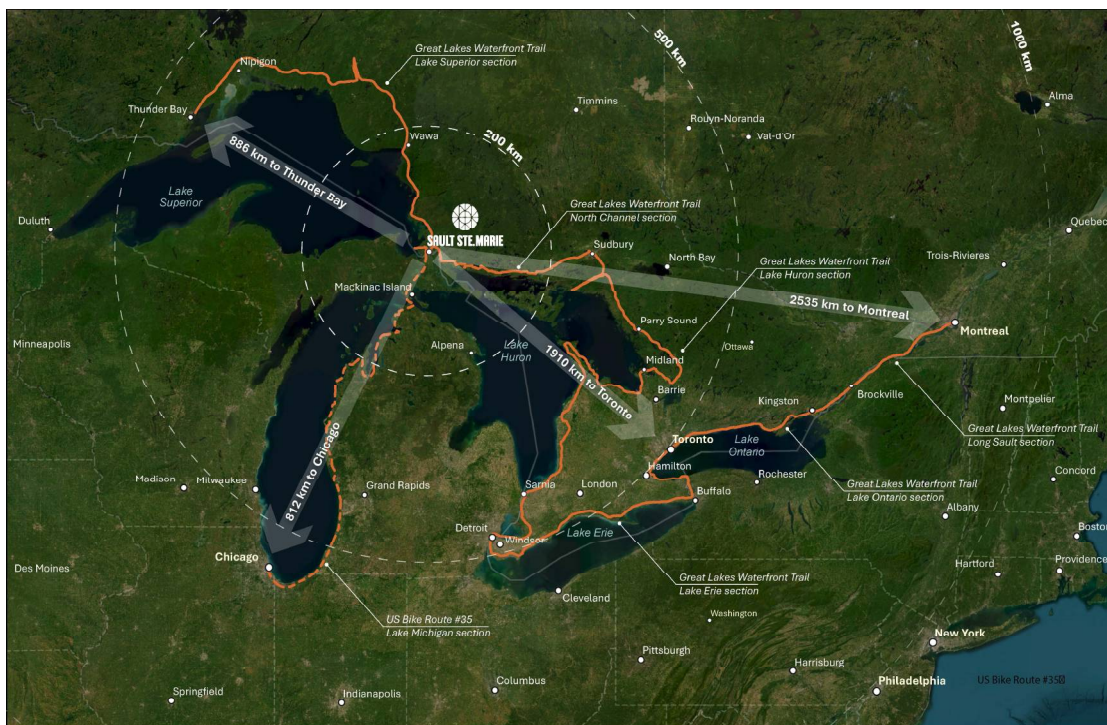 500 km
1000 km
Great Lakes Waterfront Trail
Lake Superior section
Nipigon
Thunder Bay
Timmins
Alma
Rouyn-Noranda
Val-d'Or
200 km
Wawa
886 km to Thunder Bay
Lake
Superior
Great Lakes Waterfront Trail
North Channel section
Duluth
SAULT STE.MARIE
Quebec
Sudbury
North Bay
Great Lakes Waterfront Trail
Lake Huron section
Trois-Rivieres
Mackinac Island
2535 km to Montreal
Montreal
Parry Sound
Minneapolis
Alpena
Lake
Huron
Ottawa
1910 km to Toronto
Midland
Barrie
Kingston
Brockville
Montpelier
Great Lakes Waterfront Trail
Long Sault section
Toronto
Lake
Ontario
812 km to Chicago
Hamilton
Rochester
Concord
Madison
Milwaukee
Grand Rapids
Sarnia
London
Buffalo
Great Lakes Waterfront Trail
Lake Ontario section
Albany
Detroit
Windsor
Lake Erie
Boston
Chicago
Des Moines
Hartford
Providence
Great Lakes Waterfront Trail
Lake Erie section
Cleveland
US Bike Route #35
Lake Michigan section
Washington
New York
Pittsburgh
Harrisburg
Philadelphia
US Bike Route #35
Columbus
Springfield
Indianapolis